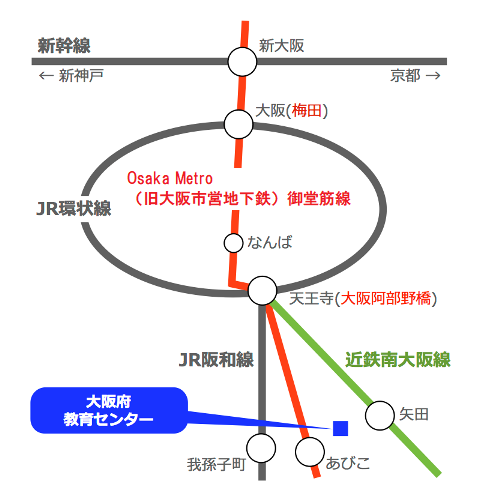 新幹線
新大阪
← 新神戸
京都 →
大阪(梅田)
Osaka Metro
（旧大阪市営地下鉄）御堂筋線
JR環状線
なんば
天王寺(大阪阿部野橋)
JR阪和線
近鉄南大阪線
大阪府
教育センター
矢田
我孫子町
あびこ